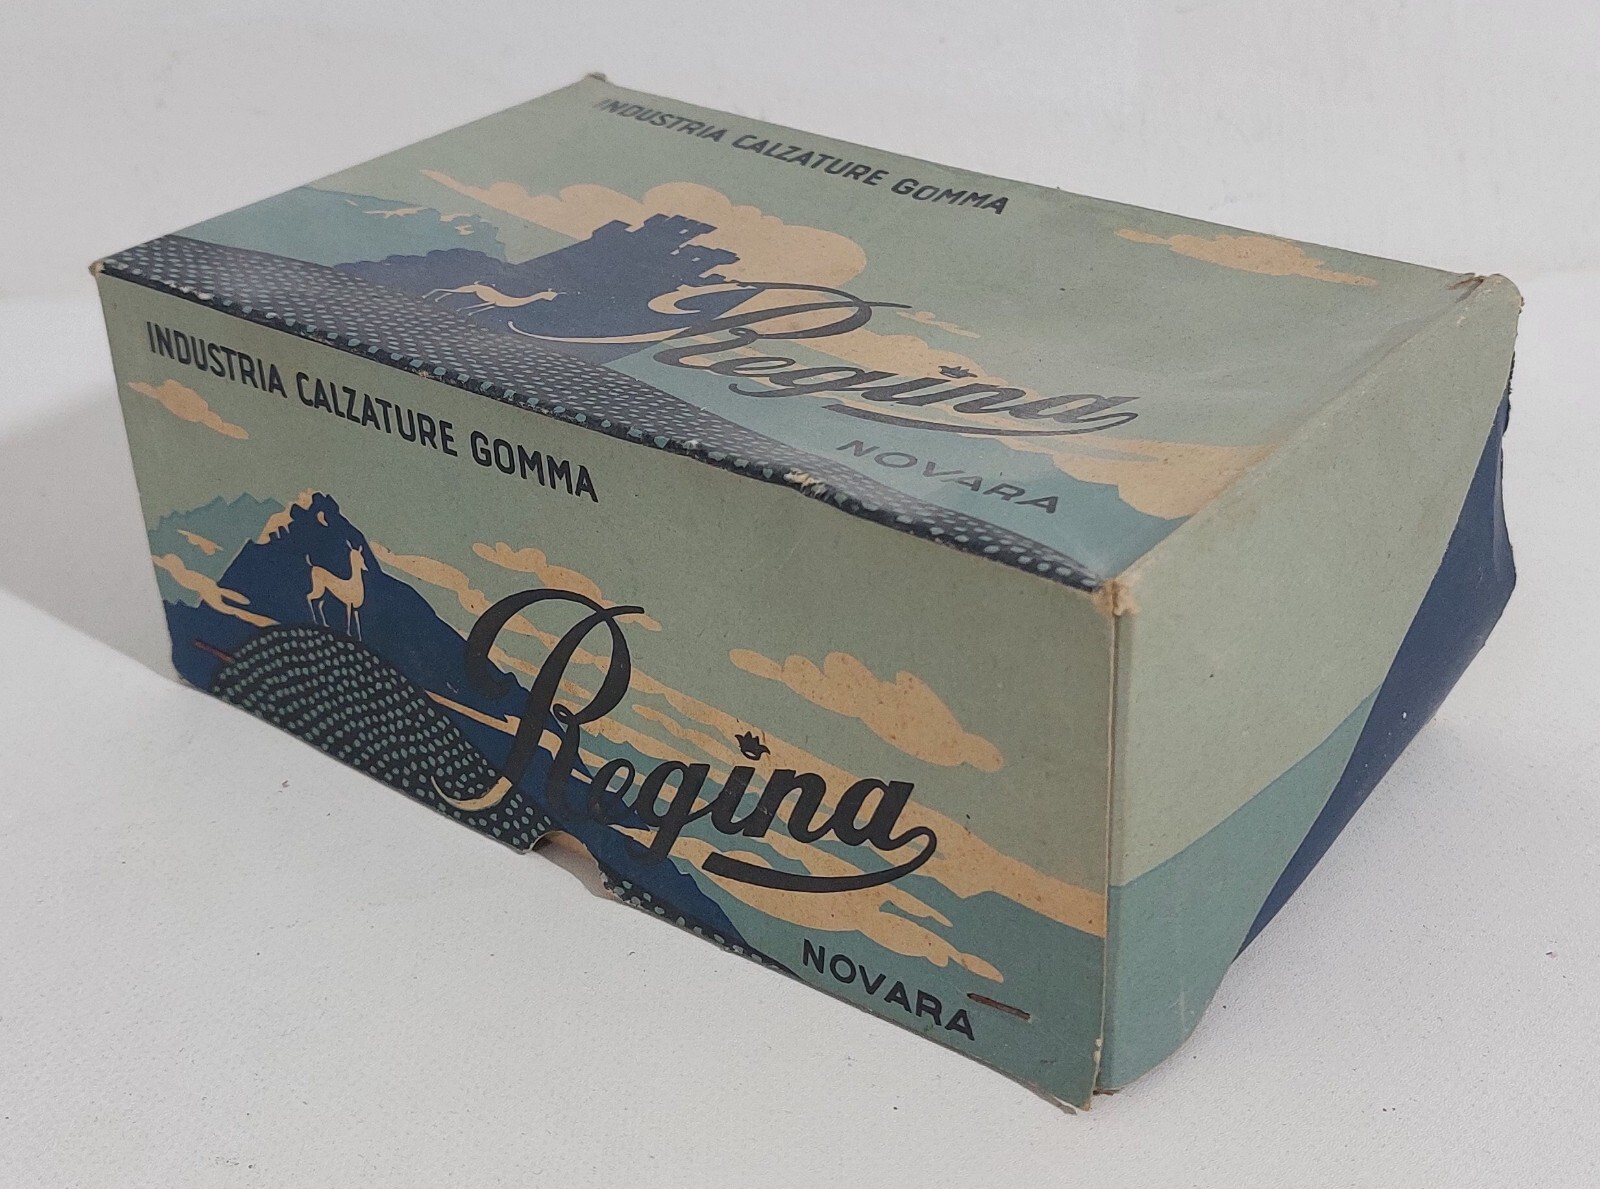 INDUSTRIA CALZATURE GOMMA
Regina
NOVARA
INDUSTRIA CALZATURE GOMMA
Regina
NOVARA